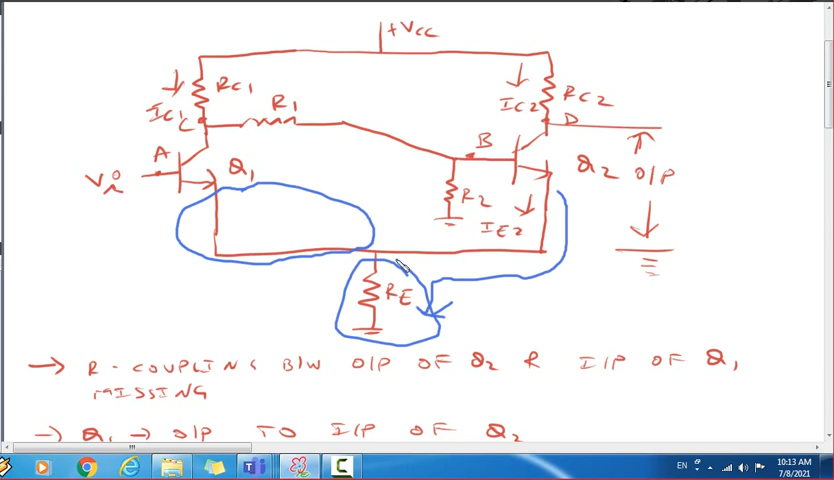 +VCC
RC1
IC1
C
R1
IC2
RC2
D
A
Vi
Q1
B
Q2 O/P
R2
IE2
RE
→ R - COUPLING B/W O/P OF Q2 & I/P OF Q1
MISSING
→ Q1 → O/P TO I/P OF Q2
EN
10:13 AM
7/8/2021